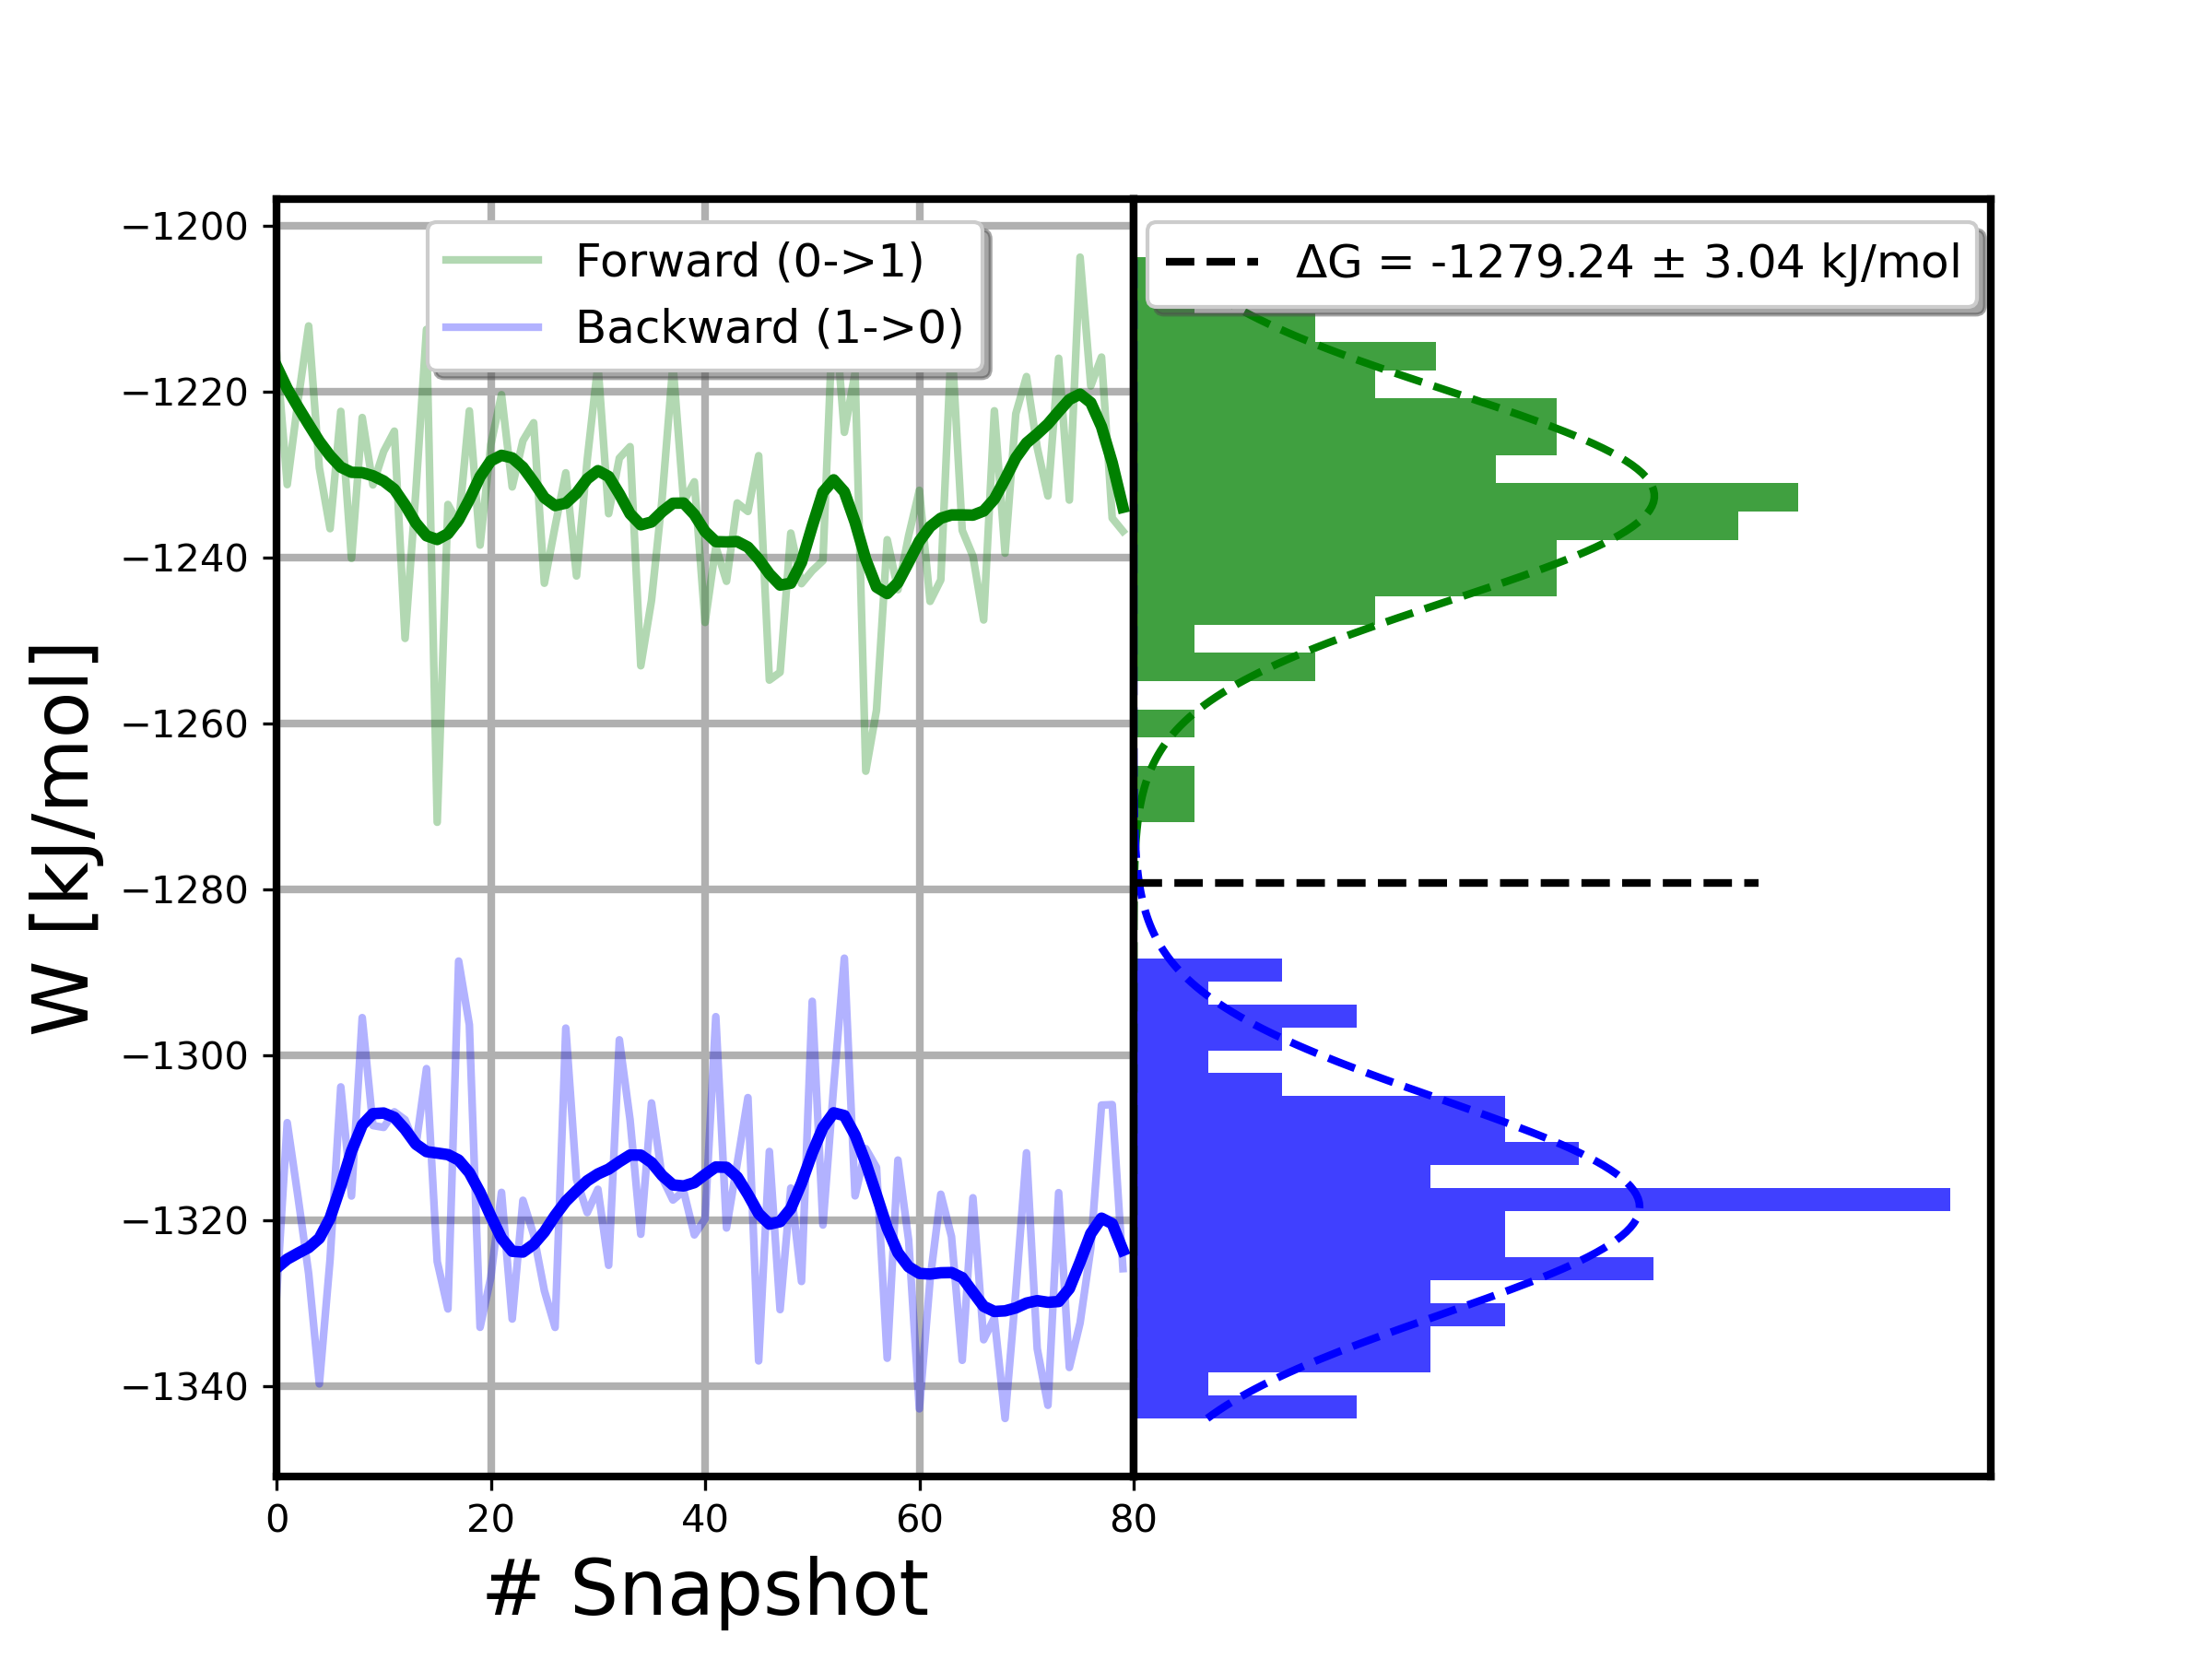 Forward (0->1)
Backward (1->0)
ΔG = -1279.24 ± 3.04 kJ/mol
W [kJ/mol]
−1200
−1220
−1240
−1260
−1280
−1300
−1320
−1340
0 20 40 60 80
# Snapshot